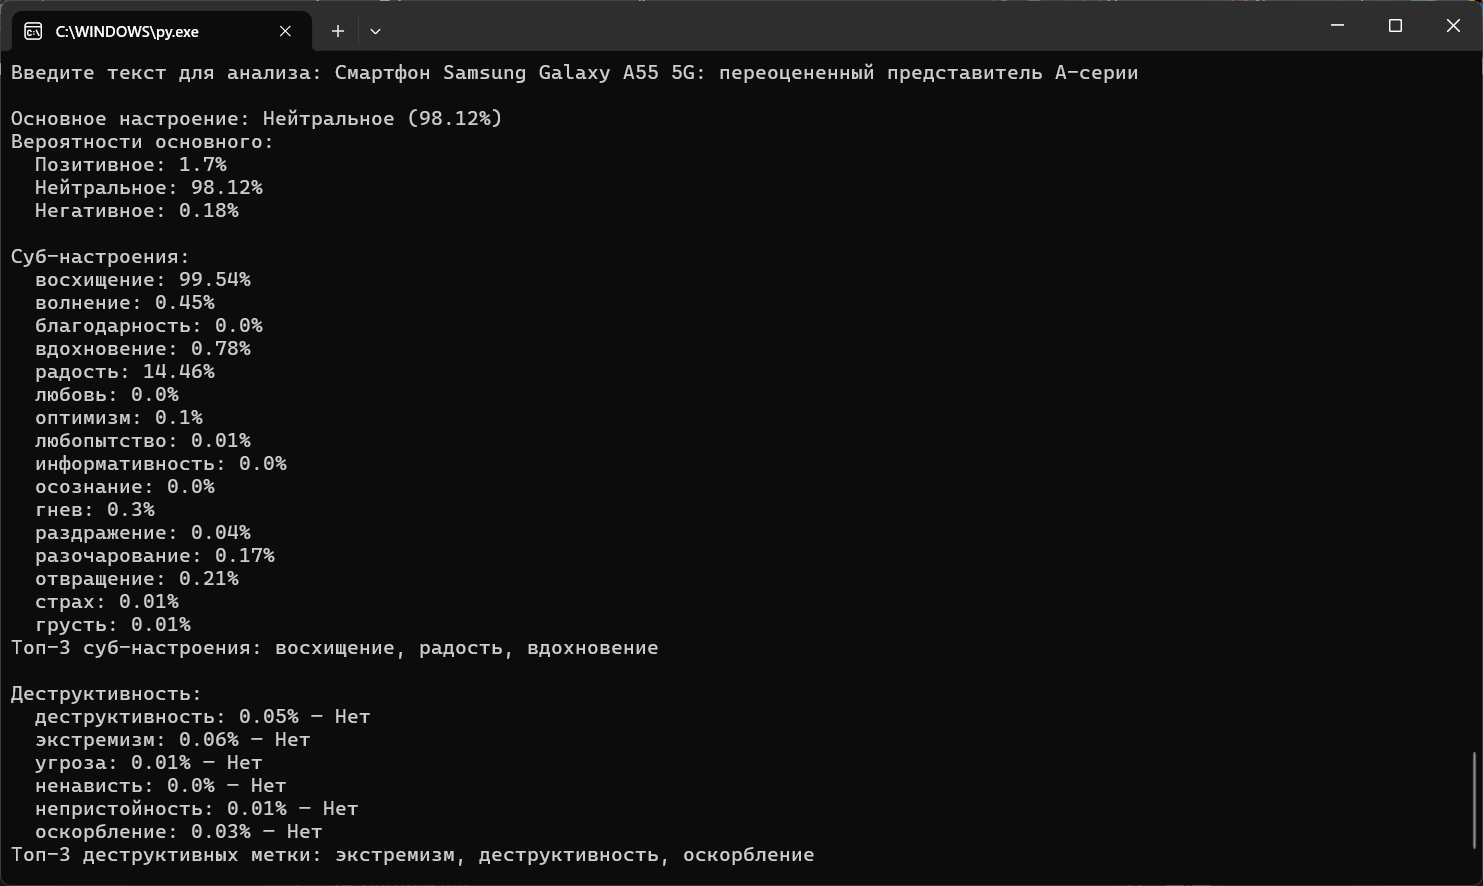 C:\WINDOWS\py.exe
Введите текст для анализа: Смартфон Samsung Galaxy A55 5G: переоцененный представитель А-серии
Основное настроение: Нейтральное (98.12%)
Вероятности основного:
Позитивное: 1.7%
Нейтральное: 98.12%
Негативное: 0.18%
Суб-настроения:
восхищение: 99.54%
волнение: 0.45%
благодарность: 0.0%
вдохновение: 0.78%
радость: 14.46%
любовь: 0.0%
оптимизм: 0.1%
любопытство: 0.01%
информативность: 0.0%
осознание: 0.0%
гнев: 0.3%
раздражение: 0.04%
разочарование: 0.17%
отвращение: 0.21%
страх: 0.01%
грусть: 0.01%
Топ-3 суб-настроения: восхищение, радость, вдохновение
Деструктивность:
деструктивность: 0.05% — Нет
экстремизм: 0.06% — Нет
угроза: 0.01% — Нет
ненависть: 0.0% — Нет
непристойность: 0.01% — Нет
оскорбление: 0.03% — Нет
Топ-3 деструктивных метки: экстремизм, деструктивность, оскорбление